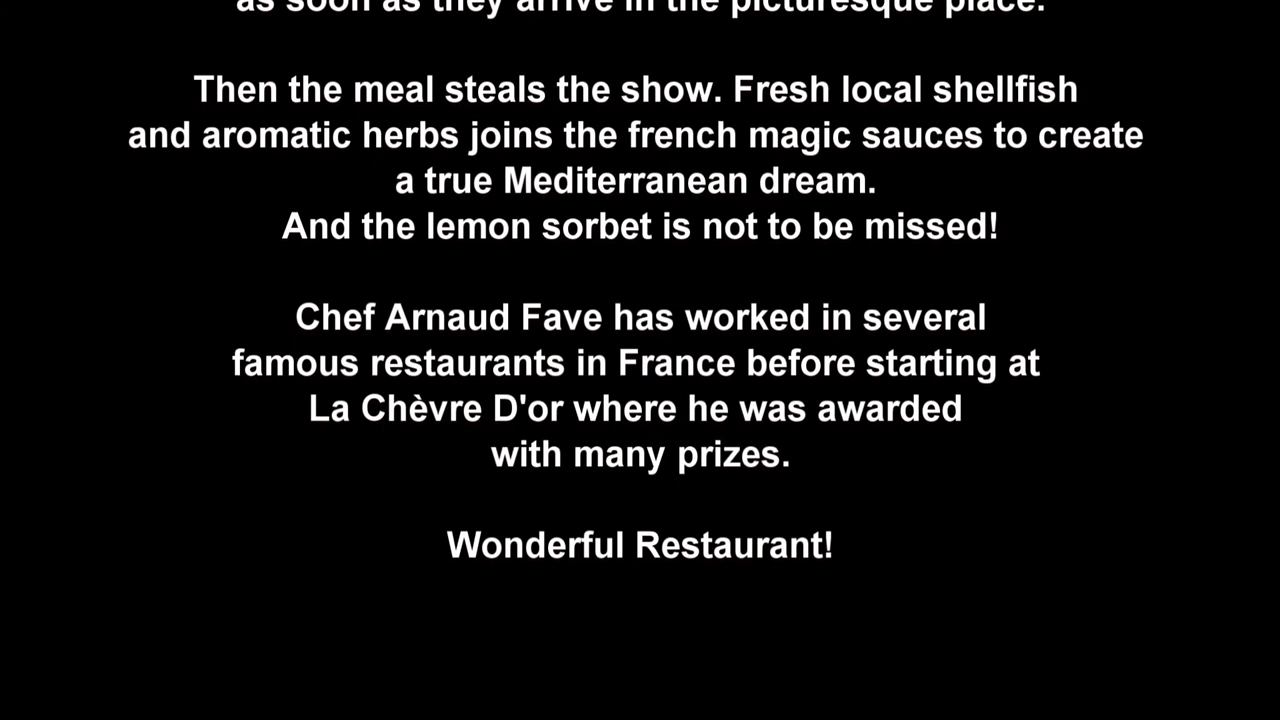 as soon as they arrive in the picturesque place.
Then the meal steals the show. Fresh local shellfish
and aromatic herbs joins the french magic sauces to create
a true Mediterranean dream.
And the lemon sorbet is not to be missed!
Chef Arnaud Fave has worked in several
famous restaurants in France before starting at
La Chèvre D'or where he was awarded
with many prizes.
Wonderful Restaurant!